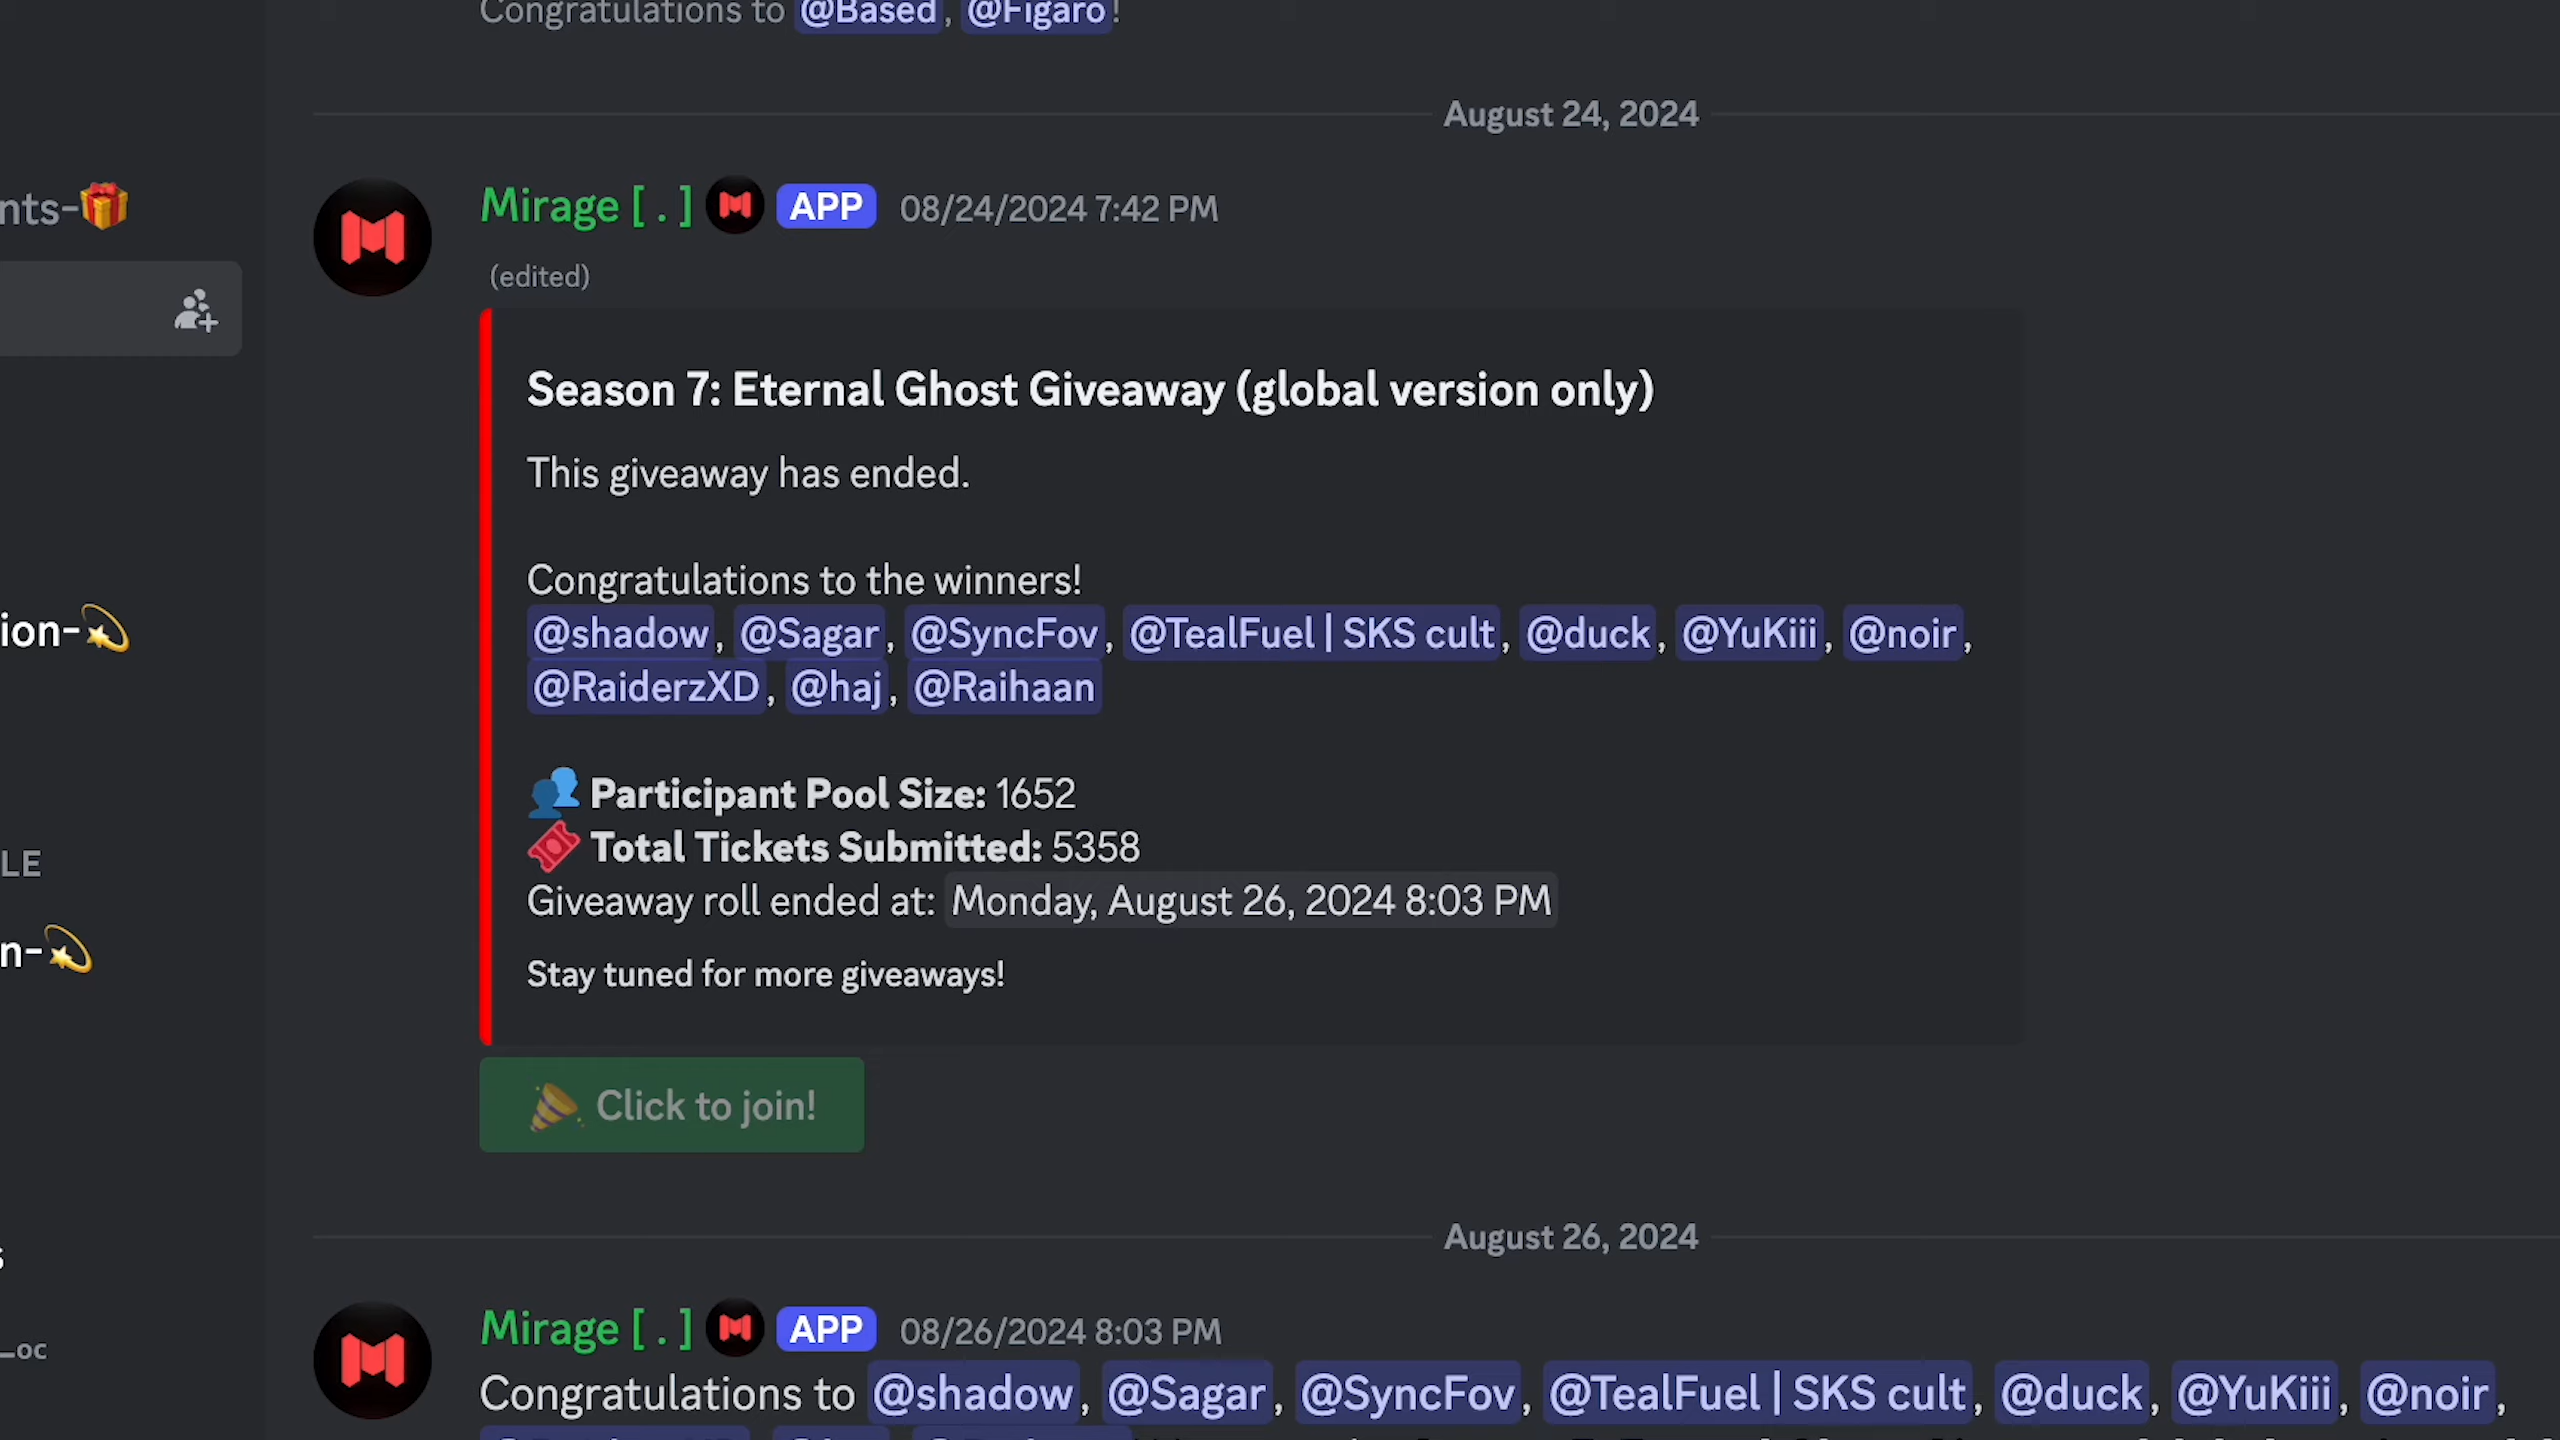 Congratulations to @Based, @Figaro!
August 24, 2024
Mirage [ . ] APP 08/24/2024 7:42 PM
nts-
(edited)
Season 7: Eternal Ghost Giveaway (global version only)
This giveaway has ended.
Congratulations to the winners!
@shadow, @Sagar, @SyncFov, @TealFuel | SKS cult, @duck, @YuKiii, @noir,
ion-
@RaiderzXD, @haj, @Raihaan
Participant Pool Size: 1652
Total Tickets Submitted: 5358
LE
Giveaway roll ended at: Monday, August 26, 2024 8:03 PM
n-
Stay tuned for more giveaways!
Click to join!
August 26, 2024
s
Mirage [ . ] APP 08/26/2024 8:03 PM
_oc
Congratulations to @shadow, @Sagar, @SyncFov, @TealFuel | SKS cult, @duck, @YuKiii, @noir,